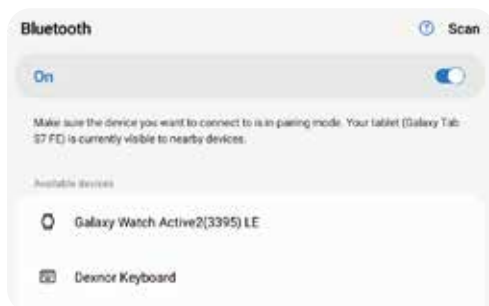 Bluetooth
Scan
On
Make sure the device you want to connect to is in pairing mode. Your tablet (Galaxy Tab
S7 FE) is currently visible to nearby devices.
Available devices
Galaxy Watch Active2(3395) LE
Dexnor Keyboard